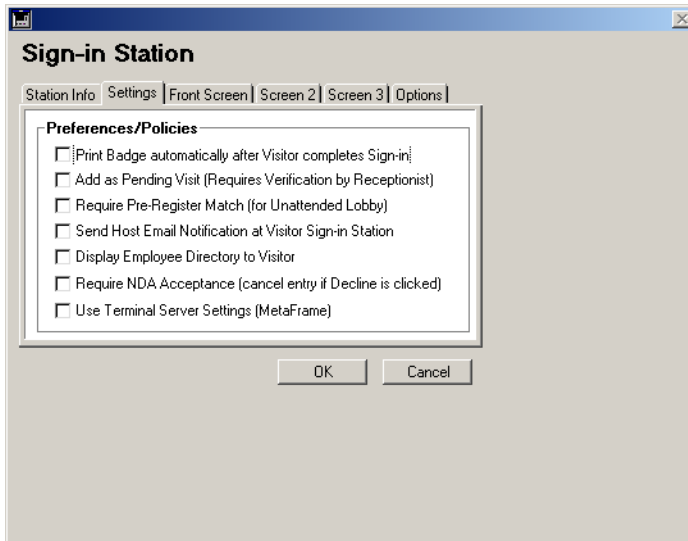 Sign-in Station
Station Info Settings Front Screen Screen 2 Screen 3 Options
Preferences/Policies
Print Badge automatically after Visitor completes Sign-in
Add as Pending Visit (Requires Verification by Receptionist)
Require Pre-Register Match (for Unattended Lobby)
Send Host Email Notification at Visitor Sign-in Station
Display Employee Directory to Visitor
Require NDA Acceptance (cancel entry if Decline is clicked)
Use Terminal Server Settings (MetaFrame)
OK Cancel